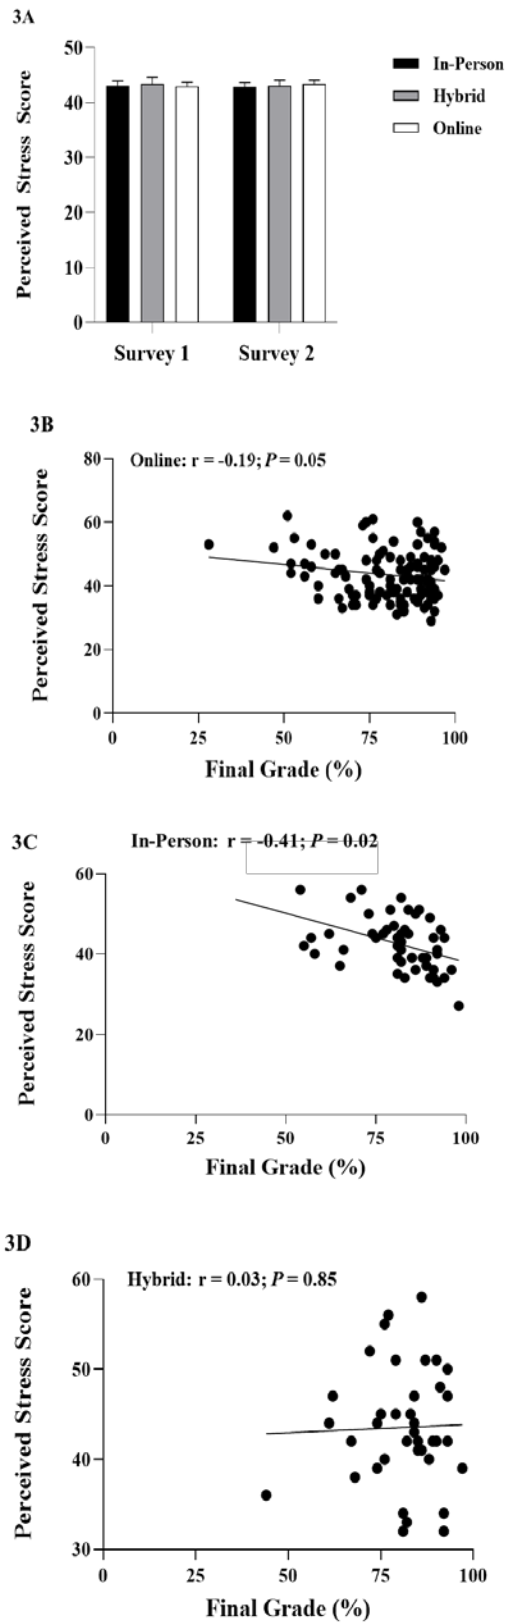 3A
50
40
30
20
10
0
Perceived Stress Score
Survey 1
Survey 2
In-Person
Hybrid
Online
3B
Online: r = -0.19; P = 0.05
80
60
40
20
0
Perceived Stress Score
0 25 50 75 100
Final Grade (%)
3C
In-Person: r = -0.41; P = 0.02
60
40
20
0
Perceived Stress Score
0 25 50 75 100
Final Grade (%)
3D
Hybrid: r = 0.03; P = 0.85
60
50
40
30
Perceived Stress Score
0 25 50 75 100
Final Grade (%)